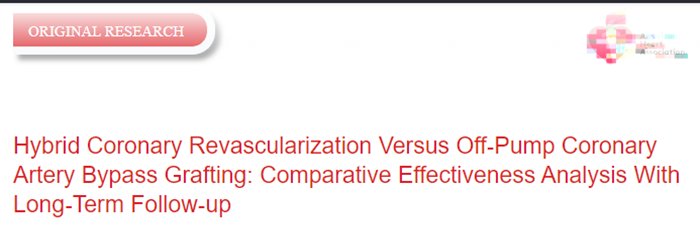 ORIGINAL RESEARCH
Association
Hybrid Coronary Revascularization Versus Off-Pump Coronary
Artery Bypass Grafting: Comparative Effectiveness Analysis With
Long-Term Follow-up